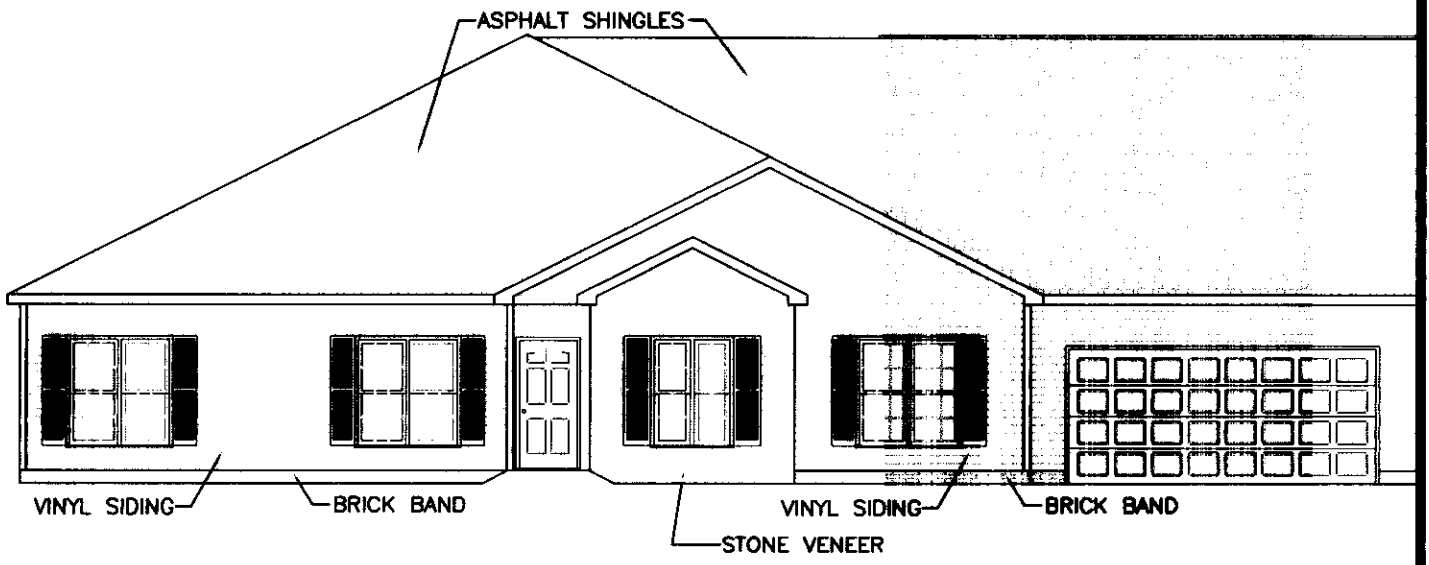 ASPHALT SHINGLES
VINYL SIDING
BRICK BAND
VINYL SIDING
BRICK BAND
STONE VENEER